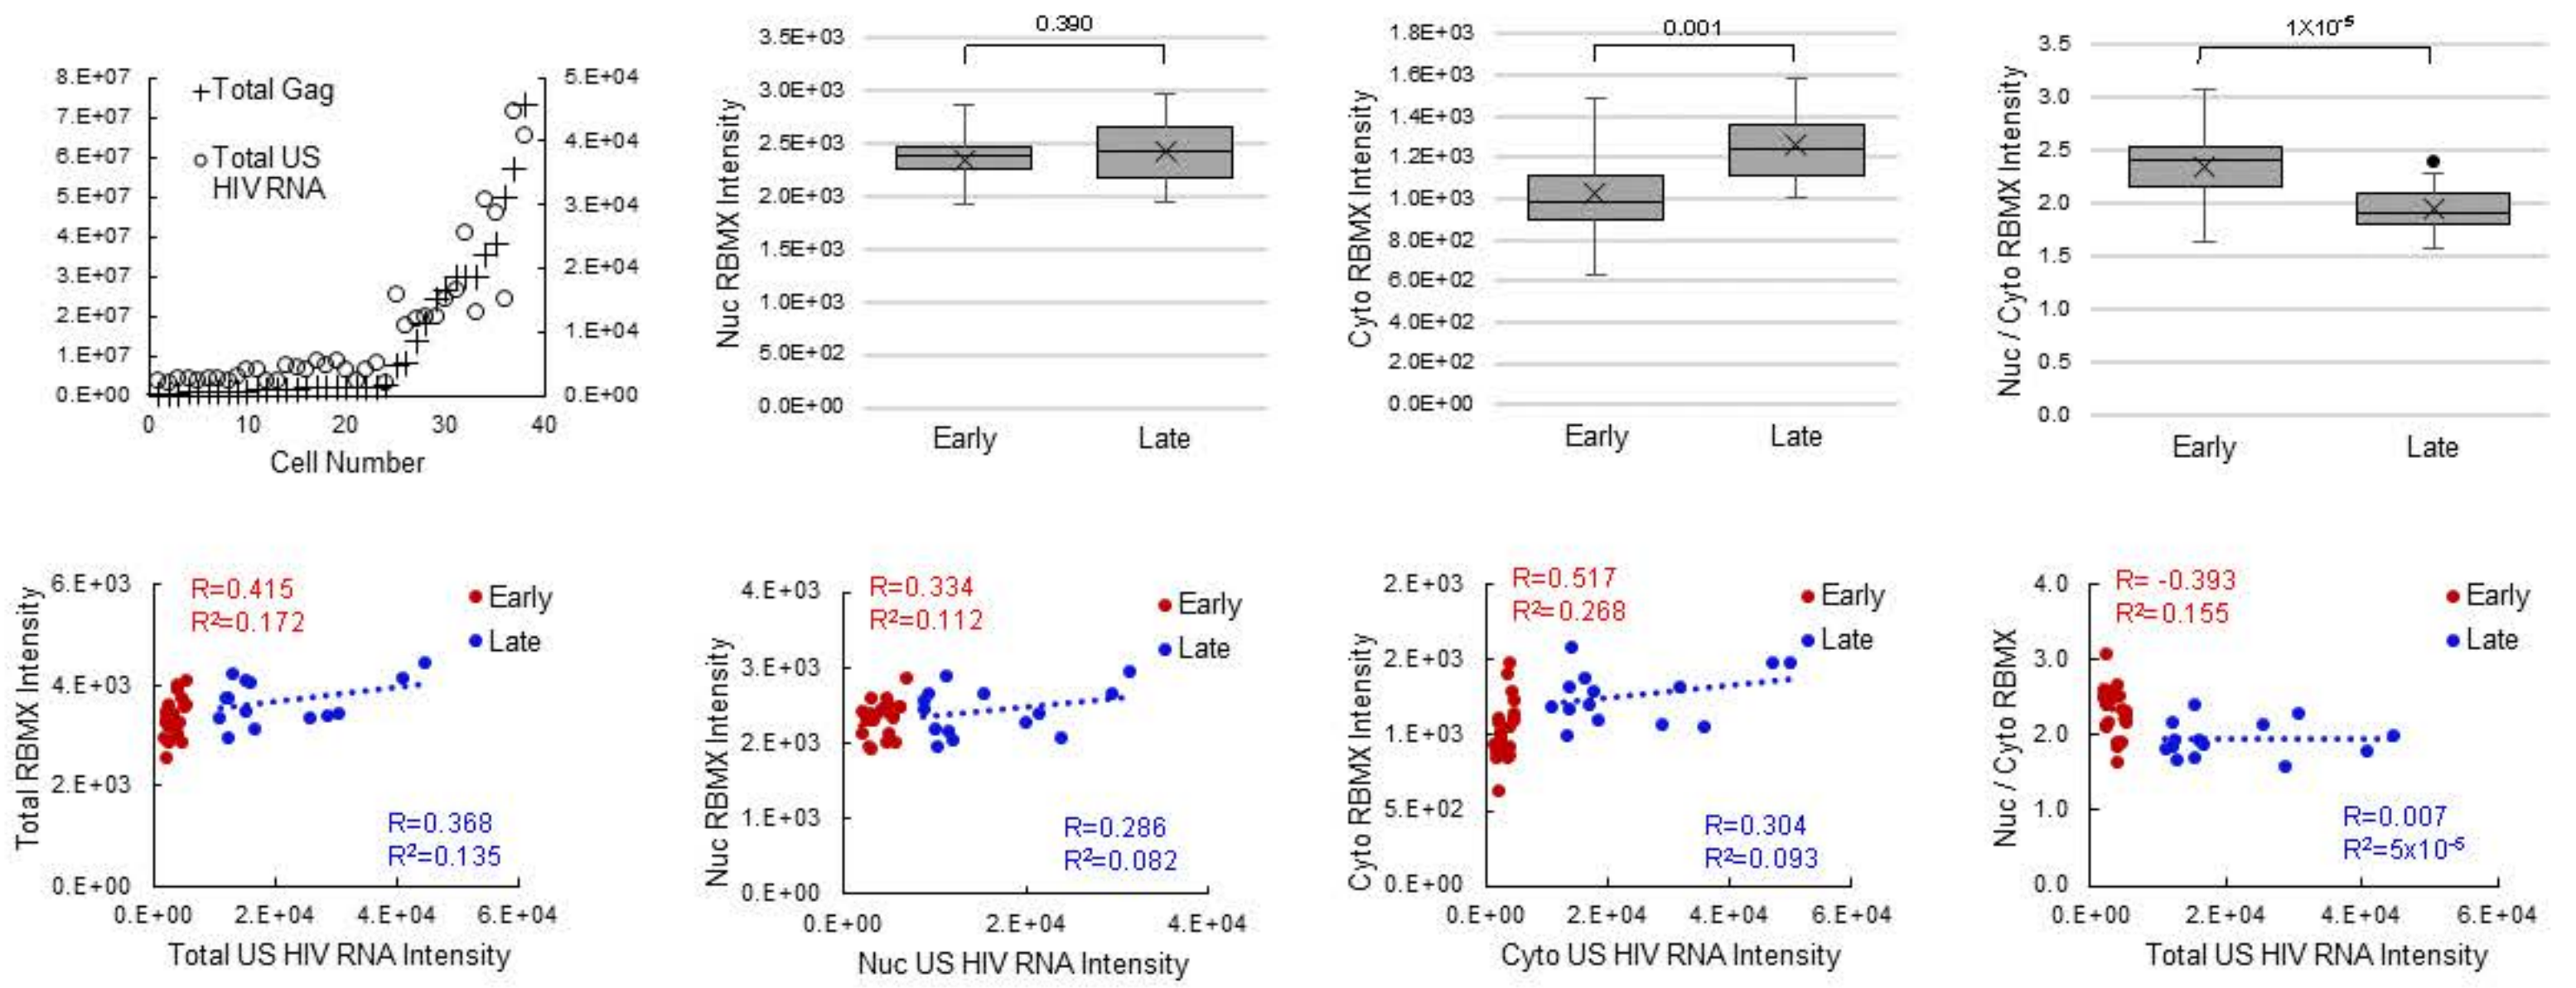 8.E+07
7.E+07
6.E+07
5.E+07
4.E+07
3.E+07
2.E+07
1.E+07
0.E+00
+Total Gag
○Total US
HIV RNA
5.E+04
4.E+04
3.E+04
2.E+04
1.E+04
0.E+00
0 10 20 30 40
Cell Number
Nuc RBMX Intensity
0.390
3.5E+03
3.0E+03
2.5E+03
2.0E+03
1.5E+03
1.0E+03
5.0E+02
0.0E+00
Early Late
Cyto RBMX Intensity
0.001
1.8E+03
1.6E+03
1.4E+03
1.2E+03
1.0E+03
8.0E+02
6.0E+02
4.0E+02
2.0E+02
0.0E+00
Early Late
Nuc / Cyto RBMX Intensity
1X10⁻⁵
3.5
3.0
2.5
2.0
1.5
1.0
0.5
0.0
Early Late
Total RBMX Intensity
6.E+03
4.E+03
2.E+03
0.E+00
R=0.415
R²=0.172
Early
Late
R=0.368
R²=0.135
0.E+00 2.E+04 4.E+04 6.E+04
Total US HIV RNA Intensity
Nuc RBMX Intensity
4.E+03
3.E+03
2.E+03
1.E+03
0.E+00
R=0.334
R²=0.112
Early
Late
R=0.286
R²=0.082
0.E+00 2.E+04 4.E+04
Nuc US HIV RNA Intensity
Cyto RBMX Intensity
2.E+03
2.E+03
1.E+03
5.E+02
0.E+00
R=0.517
R²=0.268
Early
Late
R=0.304
R²=0.093
0.E+00 2.E+04 4.E+04 6.E+04
Cyto US HIV RNA Intensity
Nuc / Cyto RBMX
4.0
3.0
2.0
1.0
0.0
R= -0.393
R²=0.155
Early
Late
R=0.007
R²=5x10⁻⁵
0.E+00 2.E+04 4.E+04 6.E+04
Total US HIV RNA Intensity